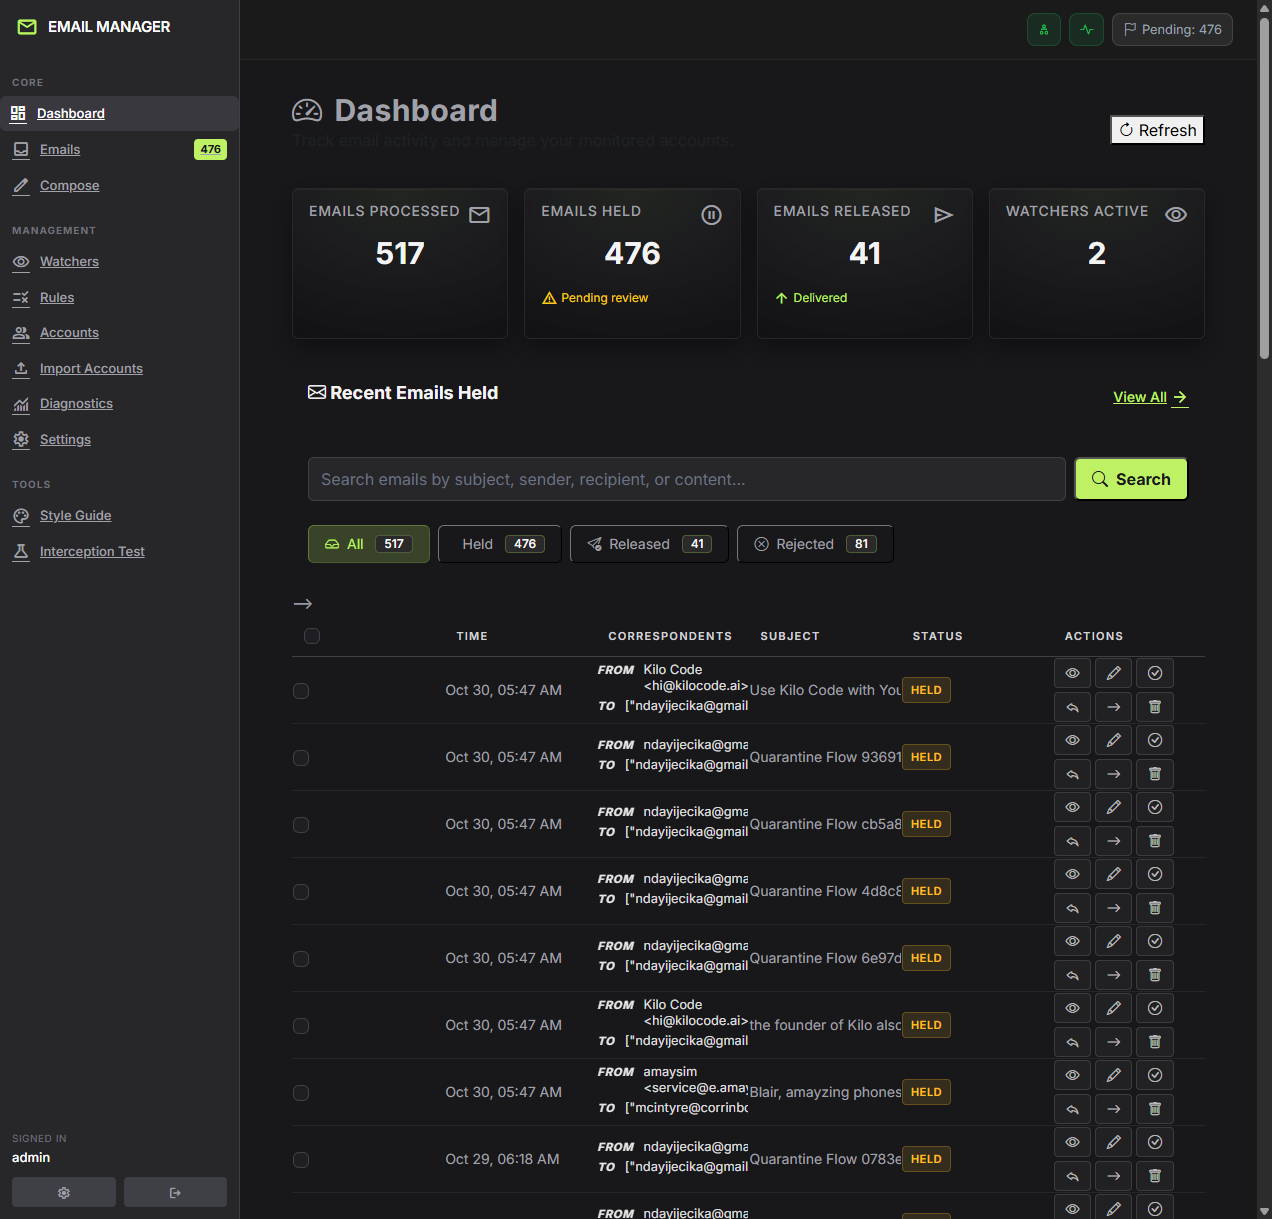 EMAIL MANAGER
Pending: 476
CORE
Dashboard
Emails 476
Compose
MANAGEMENT
Watchers
Rules
Accounts
Import Accounts
Diagnostics
Settings
TOOLS
Style Guide
Interception Test
SIGNED IN
admin
Dashboard
Track email activity and manage your monitored accounts.
Refresh
EMAILS PROCESSED
517
EMAILS HELD
476
Pending review
EMAILS RELEASED
41
Delivered
WATCHERS ACTIVE
2
Recent Emails Held
View All
Search emails by subject, sender, recipient, or content...
Search
All 517 Held 476 Released 41 Rejected 81
TIME CORRESPONDENTS SUBJECT STATUS ACTIONS
FROM Kilo Code
<hi@kilocode.ai>
Oct 30, 05:47 AM Use Kilo Code with You HELD
TO ["ndayijecika@gmail
FROM ndayijecika@gma
Oct 30, 05:47 AM Quarantine Flow 93691 HELD
TO ["ndayijecika@gmail
FROM ndayijecika@gma
Oct 30, 05:47 AM Quarantine Flow cb5a8 HELD
TO ["ndayijecika@gmail
FROM ndayijecika@gma
Oct 30, 05:47 AM Quarantine Flow 4d8c8 HELD
TO ["ndayijecika@gmail
FROM ndayijecika@gma
Oct 30, 05:47 AM Quarantine Flow 6e97d HELD
TO ["ndayijecika@gmail
FROM Kilo Code
<hi@kilocode.ai>
Oct 30, 05:47 AM the founder of Kilo also HELD
TO ["ndayijecika@gmail
FROM amaysim
<service@e.amay
Oct 30, 05:47 AM Blair, amayzing phones HELD
TO ["mcintyre@corrinbo
FROM ndayijecika@gma
Oct 29, 06:18 AM Quarantine Flow 0783e HELD
TO ["ndayijecika@gmail
FROM ndayijecika@gma